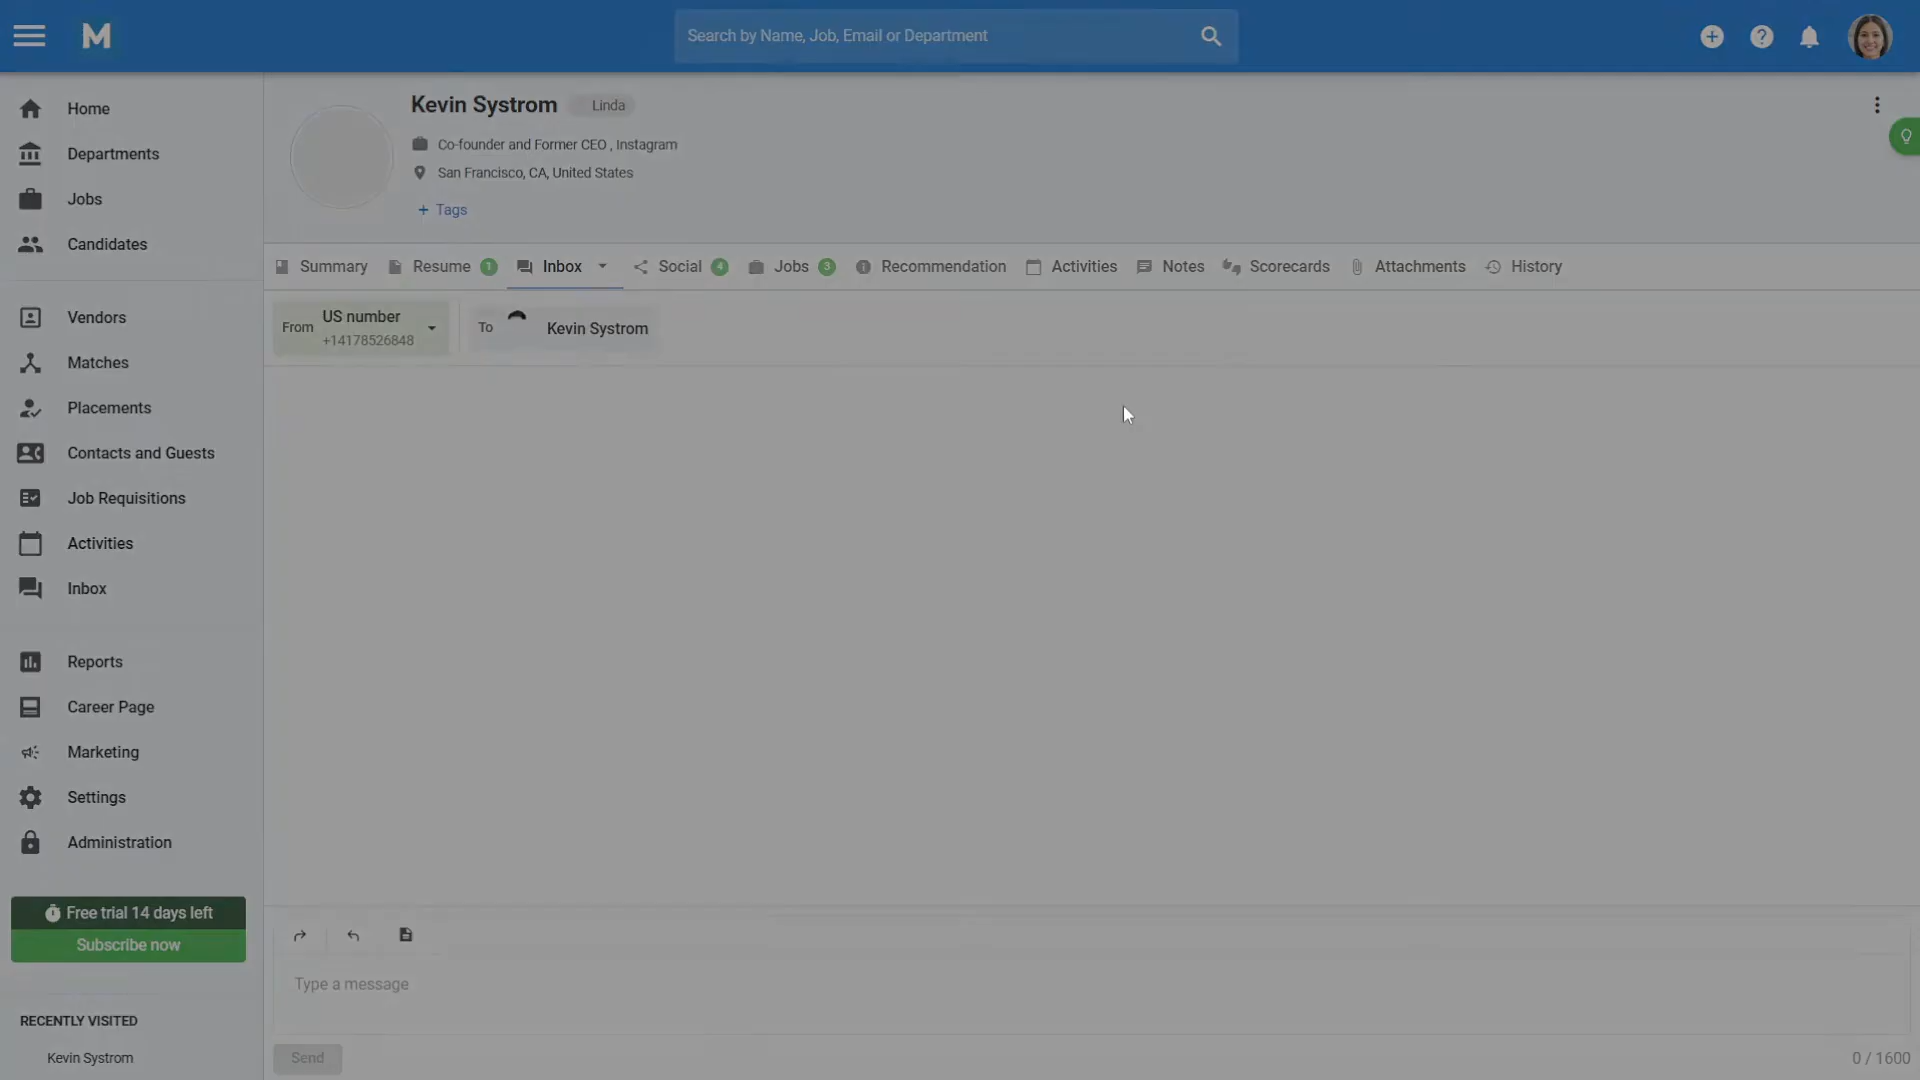 M
Search by Name, Job, Email or Department
Home
Departments
Jobs
Candidates
Vendors
Matches
Placements
Contacts and Guests
Job Requisitions
Activities
Inbox
Reports
Career Page
Marketing
Settings
Administration
Free trial 14 days left
Subscribe now
RECENTLY VISITED
Kevin Systrom
Kevin Systrom Linda
Co-founder and Former CEO , Instagram
San Francisco, CA, United States
+ Tags
Summary Resume 1 Inbox Social 4 Jobs 3 Recommendation Activities Notes Scorecards Attachments History
From US number
+14178526848
To Kevin Systrom
Type a message
Send
0 / 1600